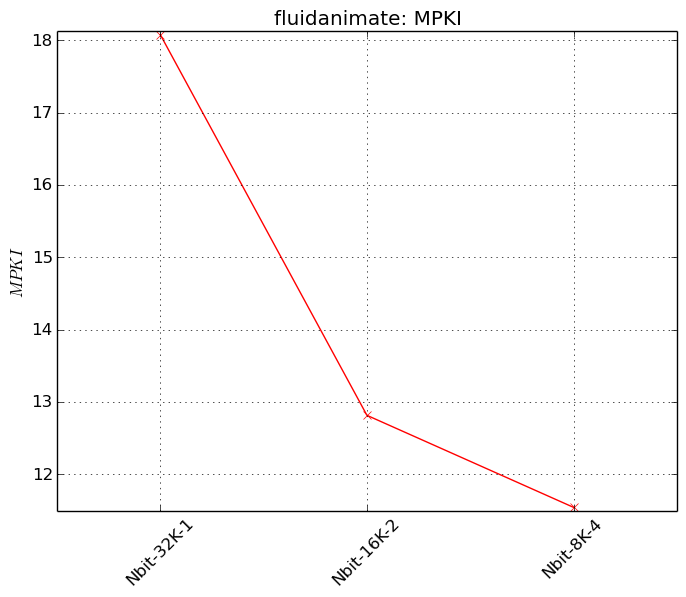 fluidanimate: MPKI
18
17
16
15
14
13
12
MPKI
Nbit-32K-1
Nbit-16K-2
Nbit-8K-4